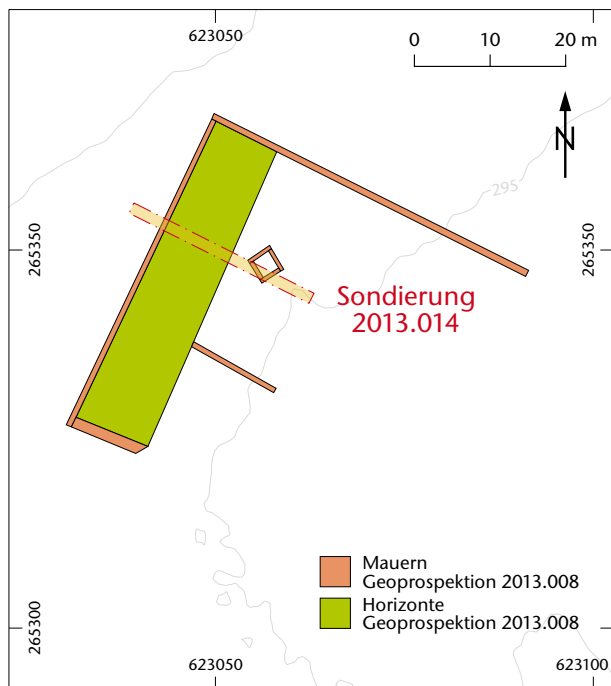 623050
0 10 20 m
N
295
265350
265350
Sondierung
2013.014
Mauern
Geoprospektion 2013.008
Horizonte
Geoprospektion 2013.008
265300
623050
623100